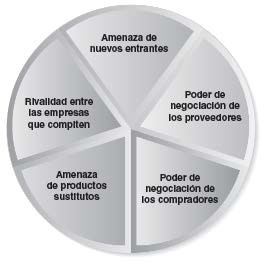 Amenaza de
nuevos entrantes
Poder de
negociación de
los proveedores
Poder de
negociación de
los compradores
Amenaza
de productos
sustitutos
Rivalidad entre
las empresas
que compiten